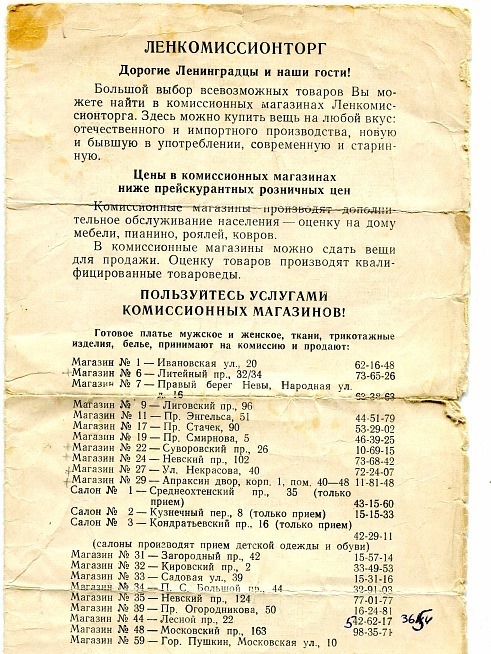 ЛЕНКОМИССИОНТОРГ
Дорогие Ленинградцы и наши гости!
Большой выбор всевозможных товаров Вы мо-
жете найти в комиссионных магазинах Ленкомис-
сионторга. Здесь можно купить вещь на любой вкус:
отечественного и импортного производства, новую
и бывшую в употреблении, современную и старин-
ную.
Цены в комиссионных магазинах
ниже прейскурантных розничных цен
Комиссионные магазины производят дополни-
тельное обслуживание населения — оценку на дому
мебели, пианино, роялей, ковров.
В комиссионные магазины можно сдать вещи
для продажи. Оценку товаров производят квали-
фицированные товароведы.
ПОЛЬЗУЙТЕСЬ УСЛУГАМИ
КОМИССИОННЫХ МАГАЗИНОВ!
Готовое платье мужское и женское, ткани, трикотажные
изделия, белье, принимают на комиссию и продают:
Магазин № 1 — Ивановская ул., 20 62-16-48
Магазин № 6 — Литейный пр., 32/34 73-65-26
Магазин № 7 — Правый берег Невы, Народная ул.
д. 16 62-38-63
Магазин № 9 — Лиговский пр., 96
Магазин № 11 — Пр. Энгельса, 51 44-51-79
Магазин № 17 — Пр. Стачек, 90 53-29-02
Магазин № 19 — Пр. Смирнова, 5 46-39-25
Магазин № 22 — Суворовский пр., 26 10-69-15
Магазин № 24 — Невский пр., 102 73-68-42
Магазин № 27 — Ул. Некрасова, 40 72-24-07
Магазин № 29 — Апраксин двор, корп. 1, пом. 40—48 11-81-48
Салон № 1 — Среднеохтенский пр., 35 (только
прием) 43-15-60
Салон № 2 — Кузнечный пер., 8 (только прием) 15-15-33
Салон № 3 — Кондратьевский пр., 16 (только прием)
42-29-11
(салоны производят прием детской одежды и обуви)
Магазин № 31 — Загородный пр., 42 15-57-14
Магазин № 32 — Кировский пр., 2 33-49-53
Магазин № 33 — Садовая ул., 39 15-31-16
Магазин № 34 — П. С. Большой пр., 44 32-91-03
Магазин № 35 — Невский пр., 124 77-01-77
Магазин № 39 — Пр. Огородникова, 50 16-24-81
Магазин № 44 — Лесной пр., 22 542-62-17
Магазин № 48 — Московский пр., 163 98-35-71
Магазин № 59 — Гор. Пушкин, Московская ул., 10